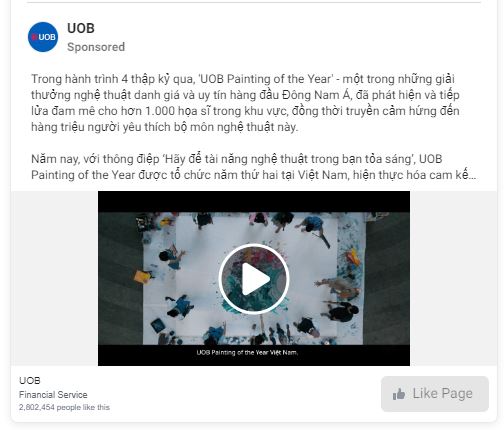 UOB
UOB
Sponsored
Trong hành trình 4 thập kỷ qua, 'UOB Painting of the Year' - một trong những giải
thưởng nghệ thuật danh giá và uy tín hàng đầu Đông Nam Á, đã phát hiện và tiếp
lửa đam mê cho hơn 1.000 họa sĩ trong khu vực, đồng thời truyền cảm hứng đến
hàng triệu người yêu thích bộ môn nghệ thuật này.
Năm nay, với thông điệp ‘Hãy để tài năng nghệ thuật trong bạn tỏa sáng’, UOB
Painting of the Year được tổ chức năm thứ hai tại Việt Nam, hiện thực hóa cam kế...
UOB Painting of the Year Việt Nam.
UOB
Financial Service
2,602,454 people like this
Like Page